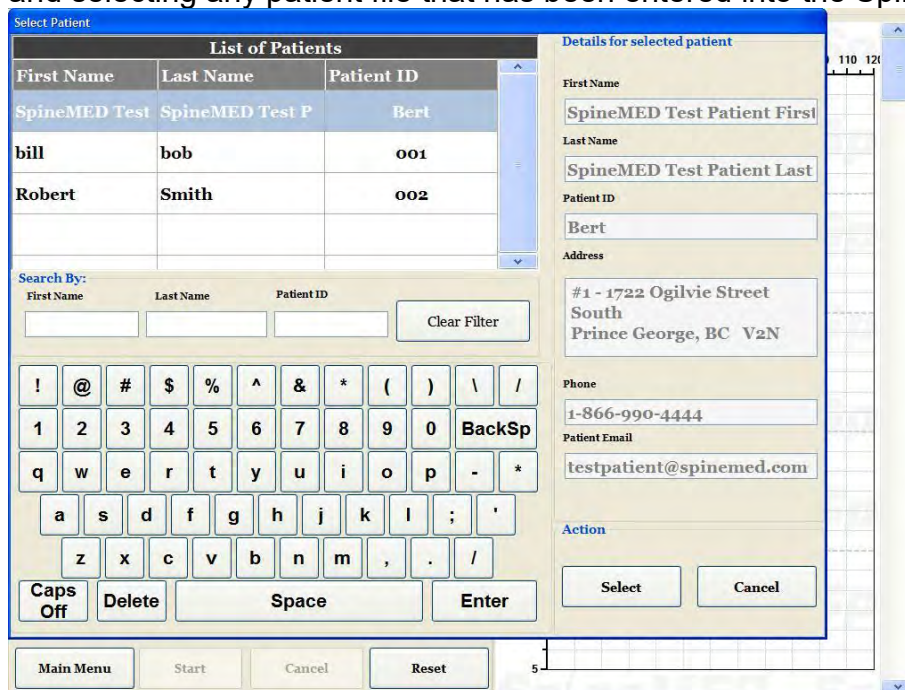 and selecting any patient file that has been entered into the Spi
Select Patient
List of Patients
First Name Last Name Patient ID
SpineMED Test SpineMED Test P Bert
bill bob 001
Robert Smith 002
Search By:
First Name Last Name Patient ID
Clear Filter
! @ # $ % ^ & * ( ) \ /
1 2 3 4 5 6 7 8 9 0 BackSp
q w e r t y u i o p - *
a s d f g h j k l ; '
z x c v b n m , . /
Caps Off Delete Space Enter
Details for selected patient
First Name
SpineMED Test Patient First
Last Name
SpineMED Test Patient Last
Patient ID
Bert
Address
#1 - 1722 Ogilvie Street
South
Prince George, BC V2N
Phone
1-866-990-4444
Patient Email
testpatient@spinemed.com
Action
Select Cancel
110 120
Main Menu Start Cancel Reset
5